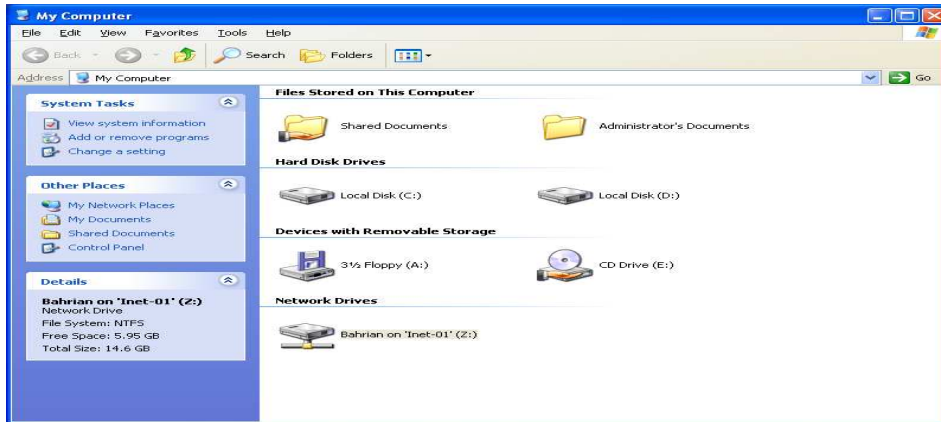 My Computer
File Edit View Favorites Tools Help
Back Search Folders
Address My Computer Go
System Tasks
View system information
Add or remove programs
Change a setting
Other Places
My Network Places
My Documents
Shared Documents
Control Panel
Details
Bahrian on 'Inet-01' (Z:)
Network Drive
File System: NTFS
Free Space: 5.95 GB
Total Size: 14.6 GB
Files Stored on This Computer
Shared Documents Administrator's Documents
Hard Disk Drives
Local Disk (C:) Local Disk (D:)
Devices with Removable Storage
3½ Floppy (A:) CD Drive (E:)
Network Drives
Bahrian on 'Inet-01' (Z:)